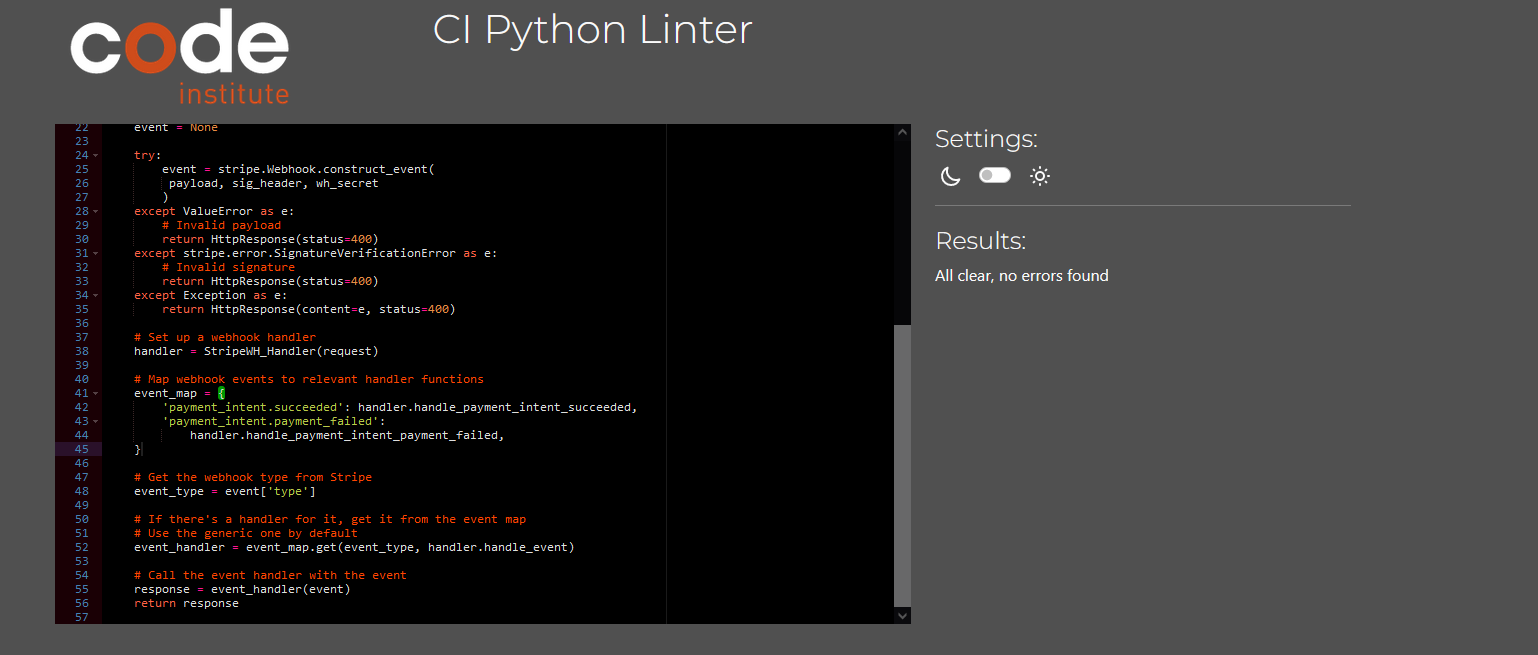 code
institute
CI Python Linter
22 event = None
23
24 try:
25 event = stripe.Webhook.construct_event(
26 payload, sig_header, wh_secret
27 )
28 except ValueError as e:
29 # Invalid payload
30 return HttpResponse(status=400)
31 except stripe.error.SignatureVerificationError as e:
32 # Invalid signature
33 return HttpResponse(status=400)
34 except Exception as e:
35 return HttpResponse(content=e, status=400)
36
37 # Set up a webhook handler
38 handler = StripeWH_Handler(request)
39
40 # Map webhook events to relevant handler functions
41 event_map = {
42 'payment_intent.succeeded': handler.handle_payment_intent_succeeded,
43 'payment_intent.payment_failed':
44 handler.handle_payment_intent_payment_failed,
45 }
46
47 # Get the webhook type from Stripe
48 event_type = event['type']
49
50 # If there's a handler for it, get it from the event map
51 # Use the generic one by default
52 event_handler = event_map.get(event_type, handler.handle_event)
53
54 # Call the event handler with the event
55 response = event_handler(event)
56 return response
57
Settings:
Results:
All clear, no errors found